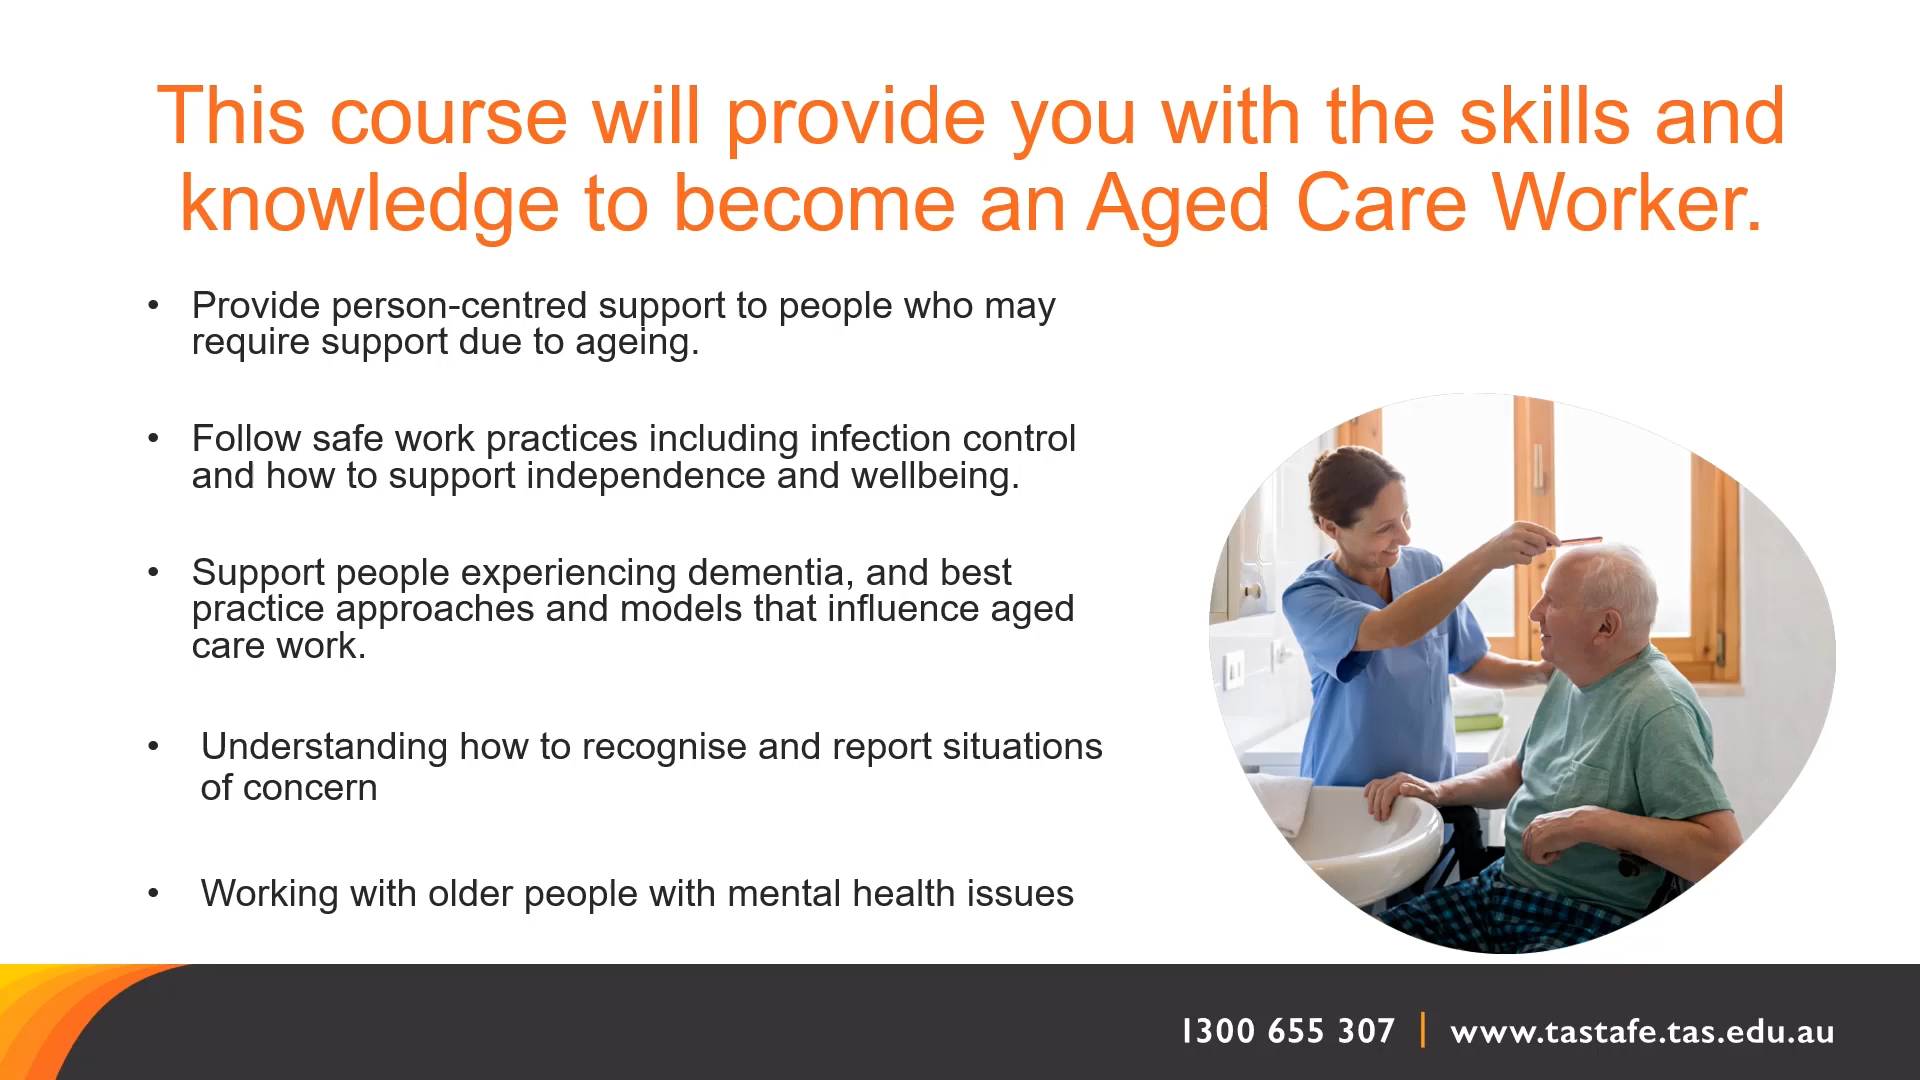 This course will provide you with the skills and
knowledge to become an Aged Care Worker.
• Provide person-centred support to people who may
require support due to ageing.
• Follow safe work practices including infection control
and how to support independence and wellbeing.
• Support people experiencing dementia, and best
practice approaches and models that influence aged
care work.
• Understanding how to recognise and report situations
of concern
• Working with older people with mental health issues
1300 655 307 | www.tastafe.tas.edu.au